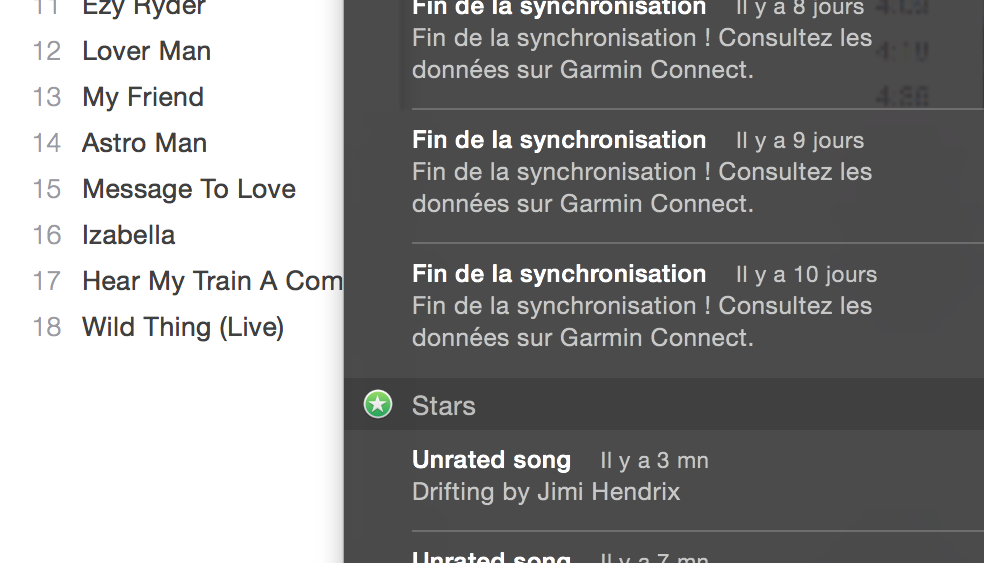 11 Ezy Ryder
12 Lover Man
13 My Friend
14 Astro Man
15 Message To Love
16 Izabella
17 Hear My Train A Com
18 Wild Thing (Live)
Fin de la synchronisation Il y a 8 jours
Fin de la synchronisation ! Consultez les
données sur Garmin Connect.
Fin de la synchronisation Il y a 9 jours
Fin de la synchronisation ! Consultez les
données sur Garmin Connect.
Fin de la synchronisation Il y a 10 jours
Fin de la synchronisation ! Consultez les
données sur Garmin Connect.
Stars
Unrated song Il y a 3 mn
Drifting by Jimi Hendrix
Unrated song Il y a 7 mn